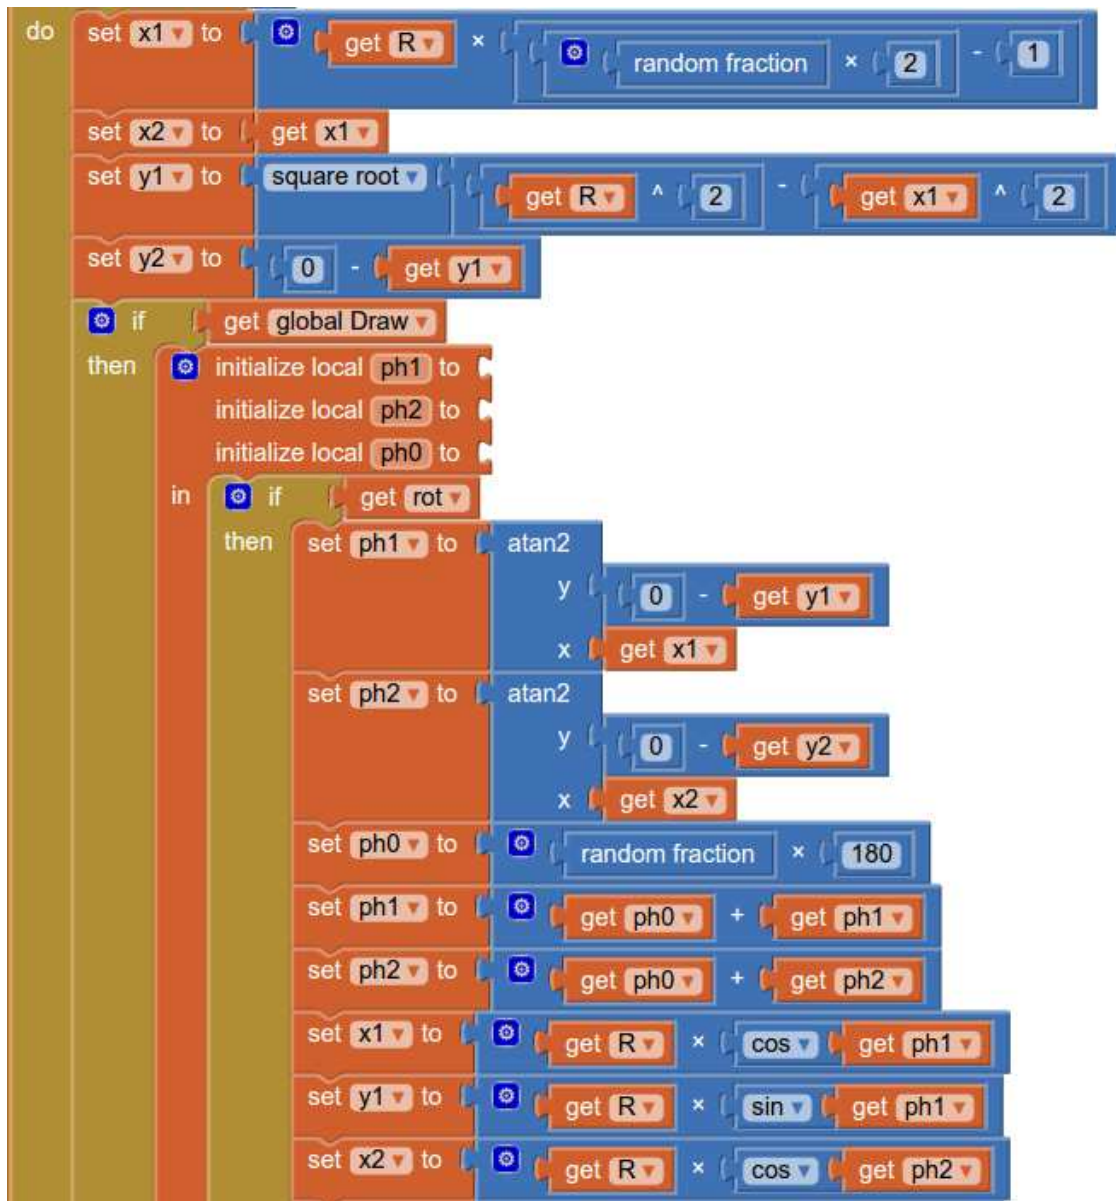 do set x1 to get R × random fraction × 2 - 1
set x2 to get x1
set y1 to square root get R ^ 2 - get x1 ^ 2
set y2 to 0 - get y1
if get global Draw
then initialize local ph1 to
initialize local ph2 to
initialize local ph0 to
in if get rot
then set ph1 to atan2
y 0 - get y1
x get x1
set ph2 to atan2
y 0 - get y2
x get x2
set ph0 to random fraction × 180
set ph1 to get ph0 + get ph1
set ph2 to get ph0 + get ph2
set x1 to get R × cos get ph1
set y1 to get R × sin get ph1
set x2 to get R × cos get ph2